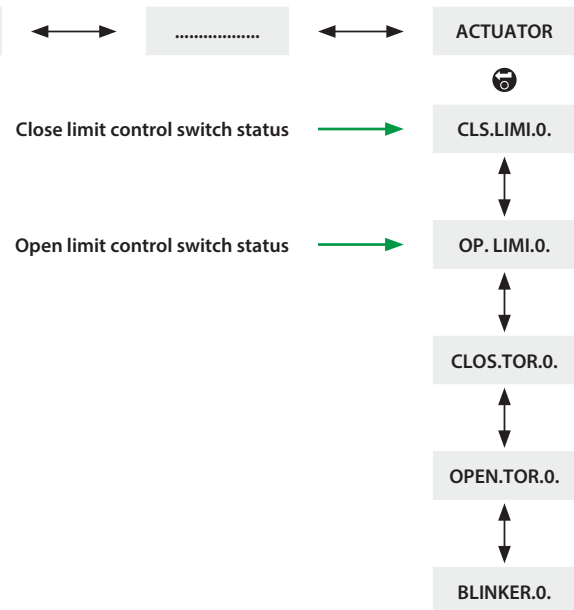 .................. ACTUATOR
Close limit control switch status CLS.LIMI.0.
Open limit control switch status OP. LIMI.0.
CLOS.TOR.0.
OPEN.TOR.0.
BLINKER.0.